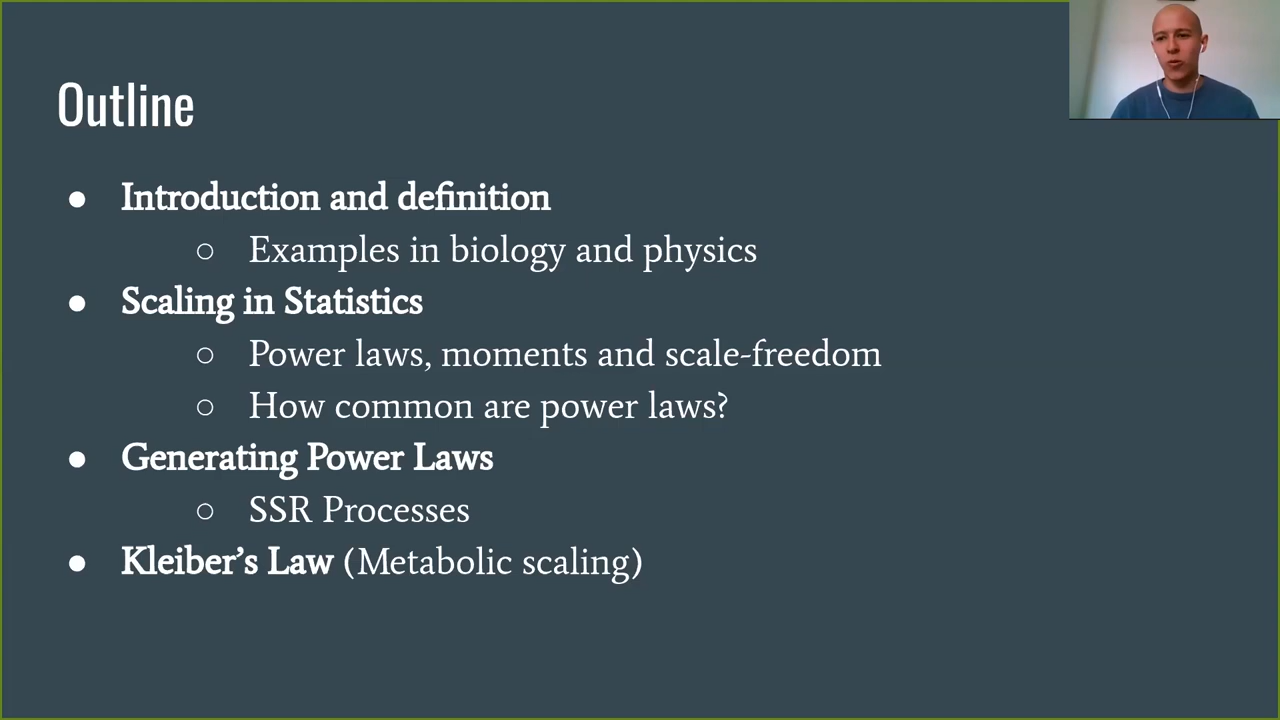 Outline
● Introduction and definition
○ Examples in biology and physics
● Scaling in Statistics
○ Power laws, moments and scale-freedom
○ How common are power laws?
● Generating Power Laws
○ SSR Processes
● Kleiber’s Law (Metabolic scaling)